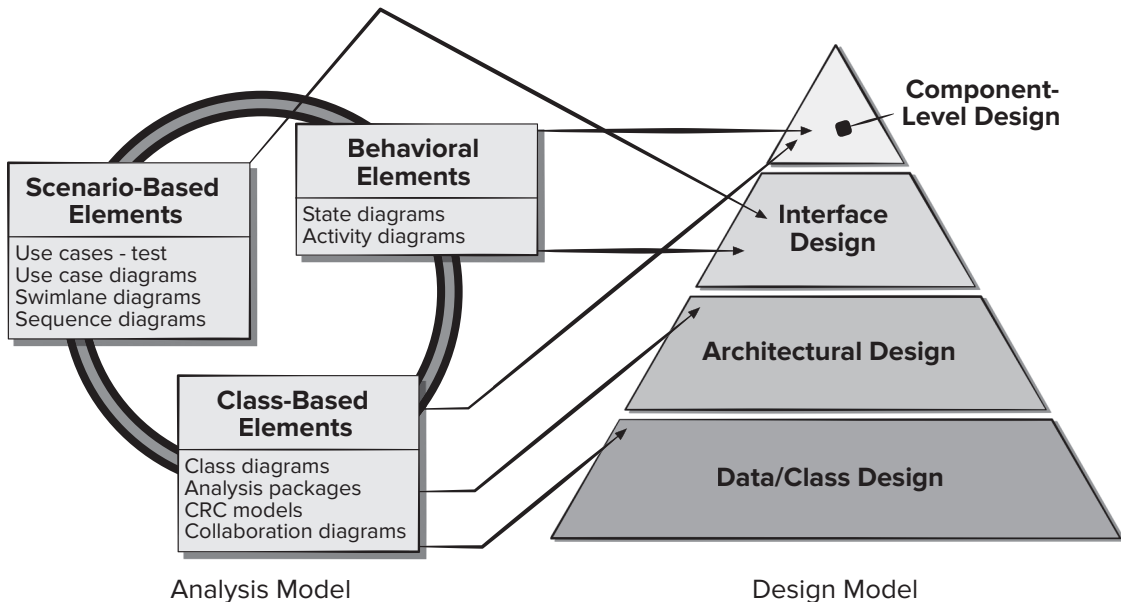 Scenario-Based
Elements
Use cases - test
Use case diagrams
Swimlane diagrams
Sequence diagrams
Behavioral
Elements
State diagrams
Activity diagrams
Class-Based
Elements
Class diagrams
Analysis packages
CRC models
Collaboration diagrams
Analysis Model
Component-
Level Design
Interface
Design
Architectural Design
Data/Class Design
Design Model